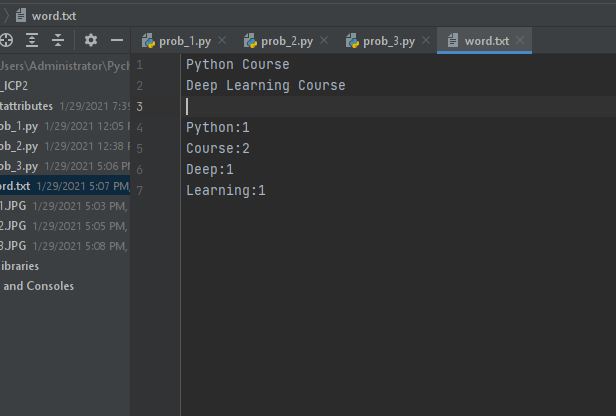 word.txt
prob_1.py
prob_2.py
prob_3.py
word.txt
Users\Administrator\Pych
_ICP2
tattributes 1/29/2021 7:39
ob_1.py 1/29/2021 12:05
ob_2.py 1/29/2021 12:38
ob_3.py 1/29/2021 5:06 PM
ord.txt 1/29/2021 5:07 PM,
1.JPG 1/29/2021 5:03 PM,
2.JPG 1/29/2021 5:05 PM,
3.JPG 1/29/2021 5:08 PM,
ibraries
and Consoles
1 Python Course
2 Deep Learning Course
3
4 Python:1
5 Course:2
6 Deep:1
7 Learning:1